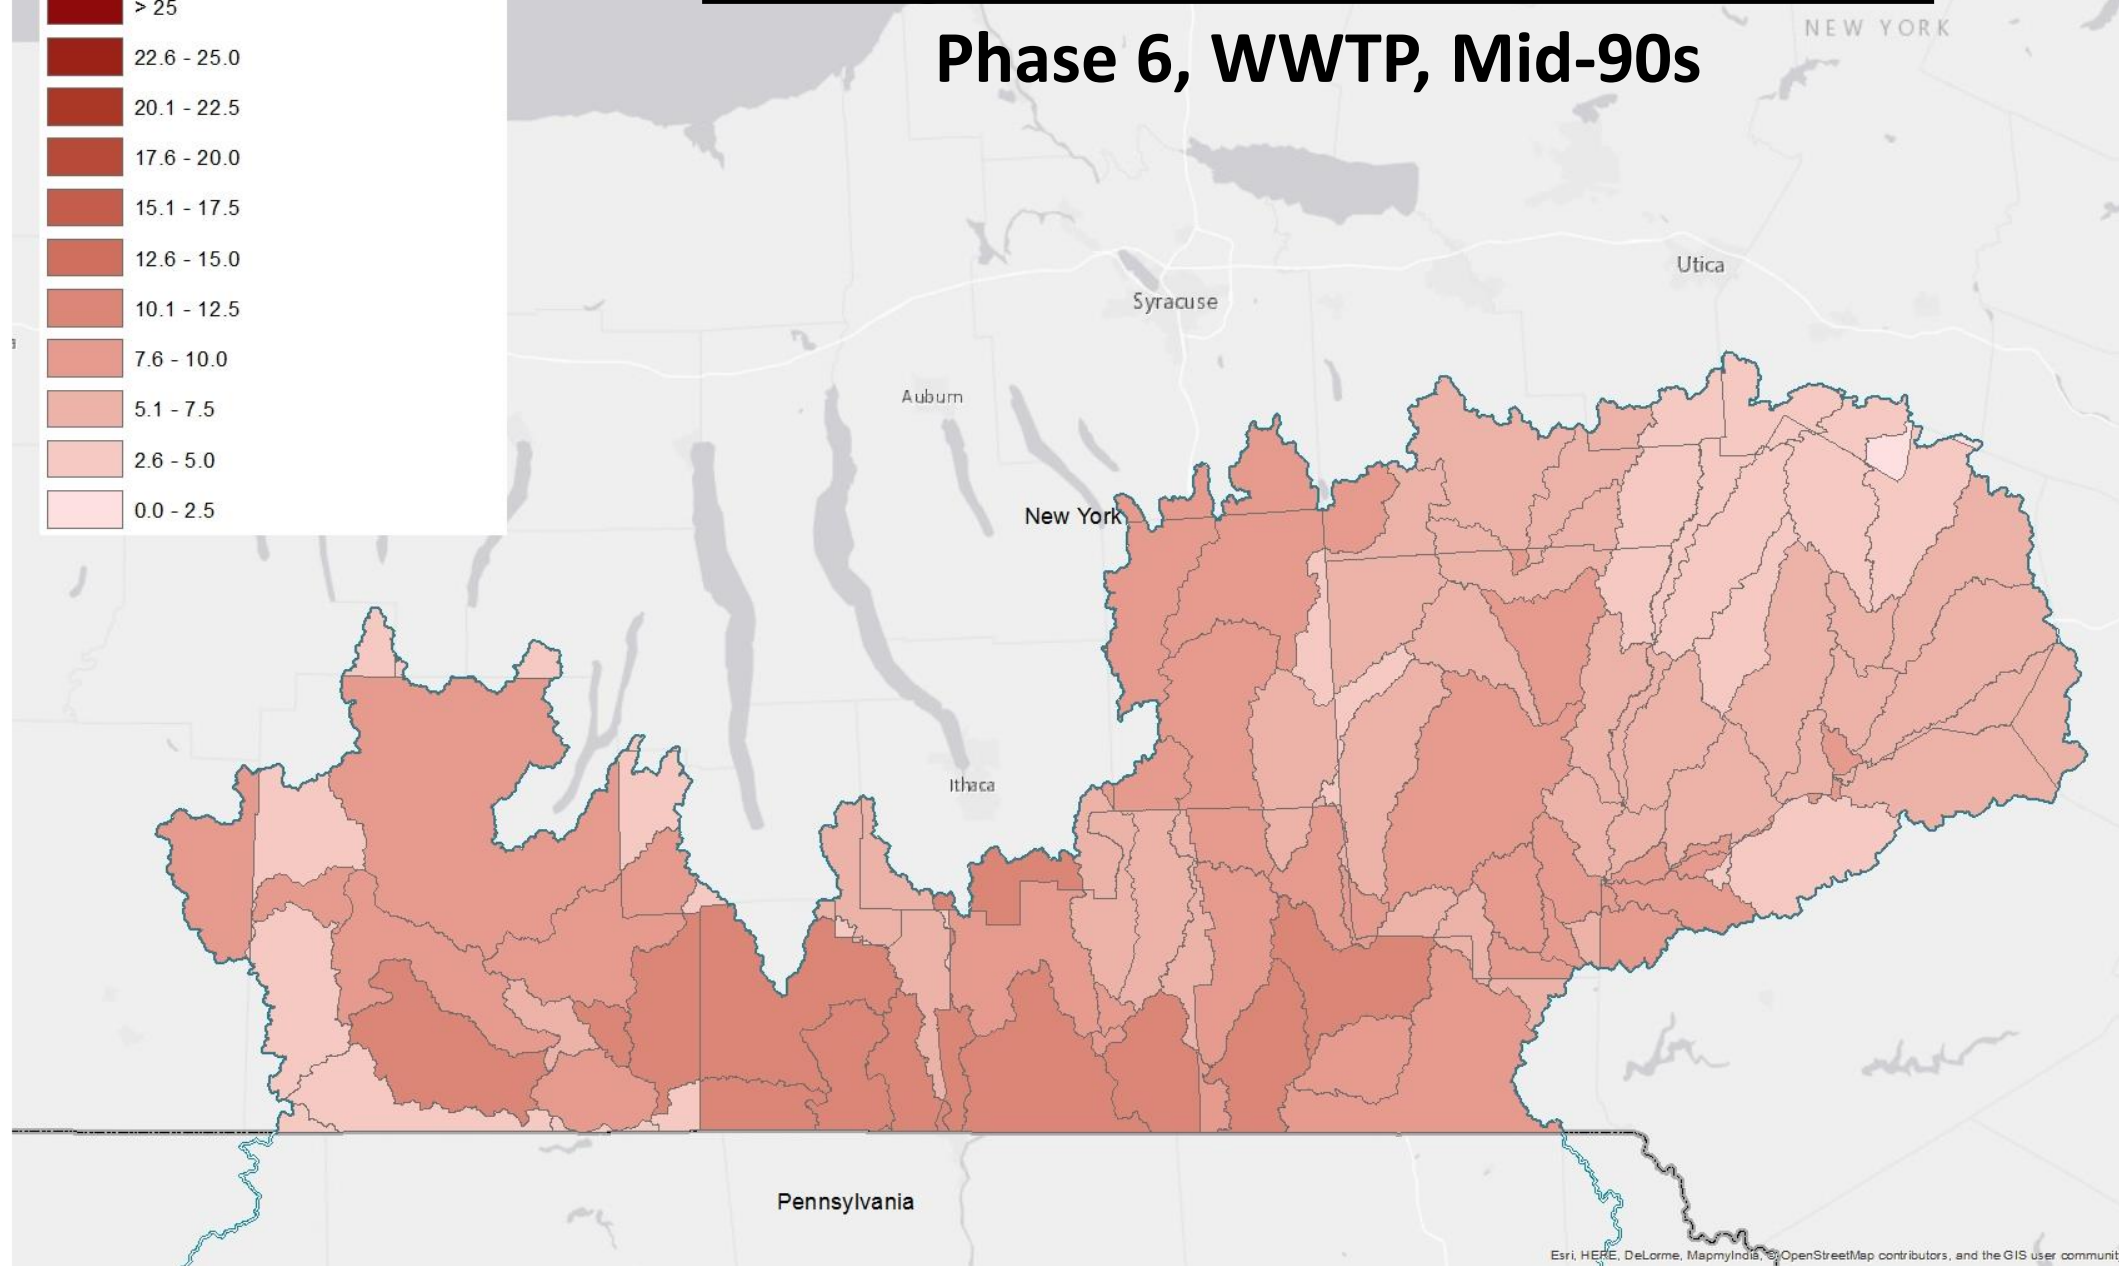 > 25
Phase 6, WWTP, Mid-90s
NEW YORK
22.6 - 25.0
20.1 - 22.5
17.6 - 20.0
15.1 - 17.5
12.6 - 15.0
10.1 - 12.5
7.6 - 10.0
5.1 - 7.5
2.6 - 5.0
0.0 - 2.5
Utica
Syracuse
Auburn
New York
Ithaca
Pennsylvania
Esri, HERE, DeLorme, MapmyIndia, © OpenStreetMap contributors, and the GIS user communit